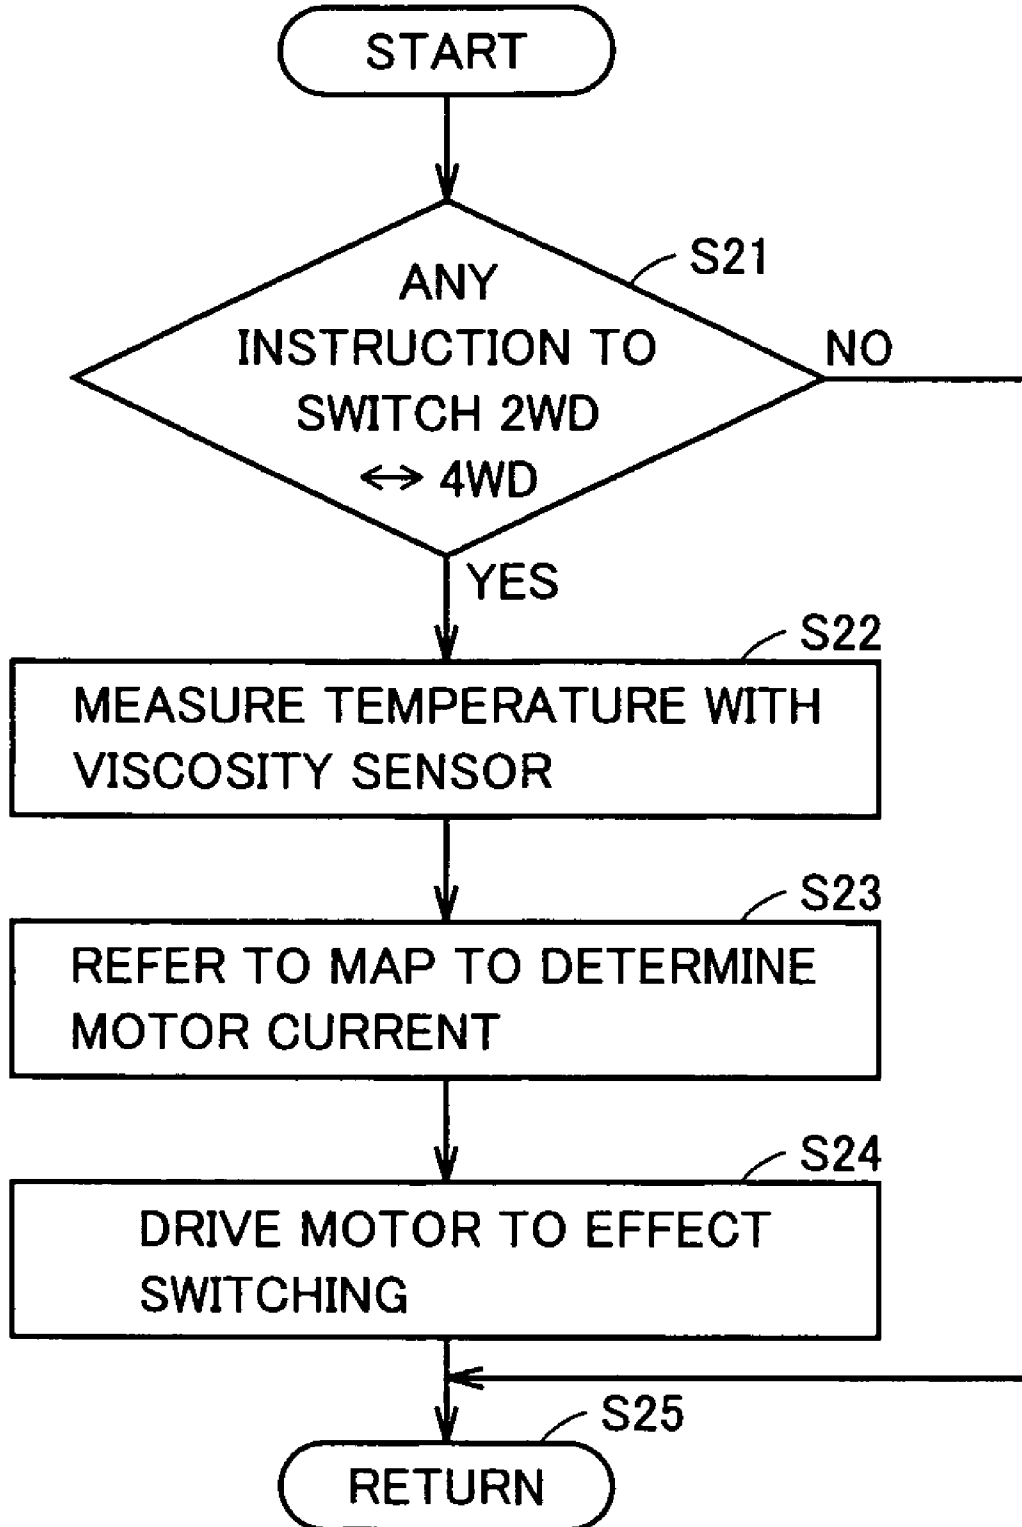 START
S21
ANY
INSTRUCTION TO
SWITCH 2WD
↔ 4WD
NO
YES
S22
MEASURE TEMPERATURE WITH
VISCOSITY SENSOR
S23
REFER TO MAP TO DETERMINE
MOTOR CURRENT
S24
DRIVE MOTOR TO EFFECT
SWITCHING
S25
RETURN